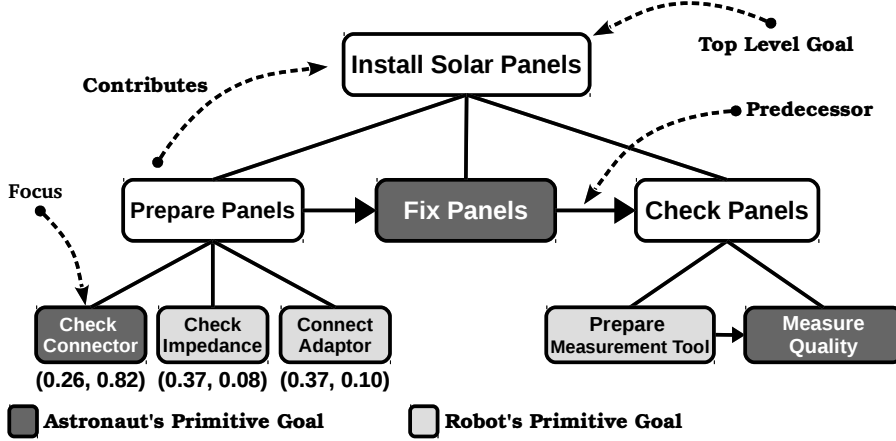 Install Solar Panels
Top Level Goal
Contributes
Predecessor
Focus
Prepare Panels
Fix Panels
Check Panels
Check
Connector
Check
Impedance
Connect
Adaptor
Prepare
Measurement Tool
Measure
Quality
(0.26, 0.82)
(0.37, 0.08)
(0.37, 0.10)
Astronaut's Primitive Goal
Robot's Primitive Goal